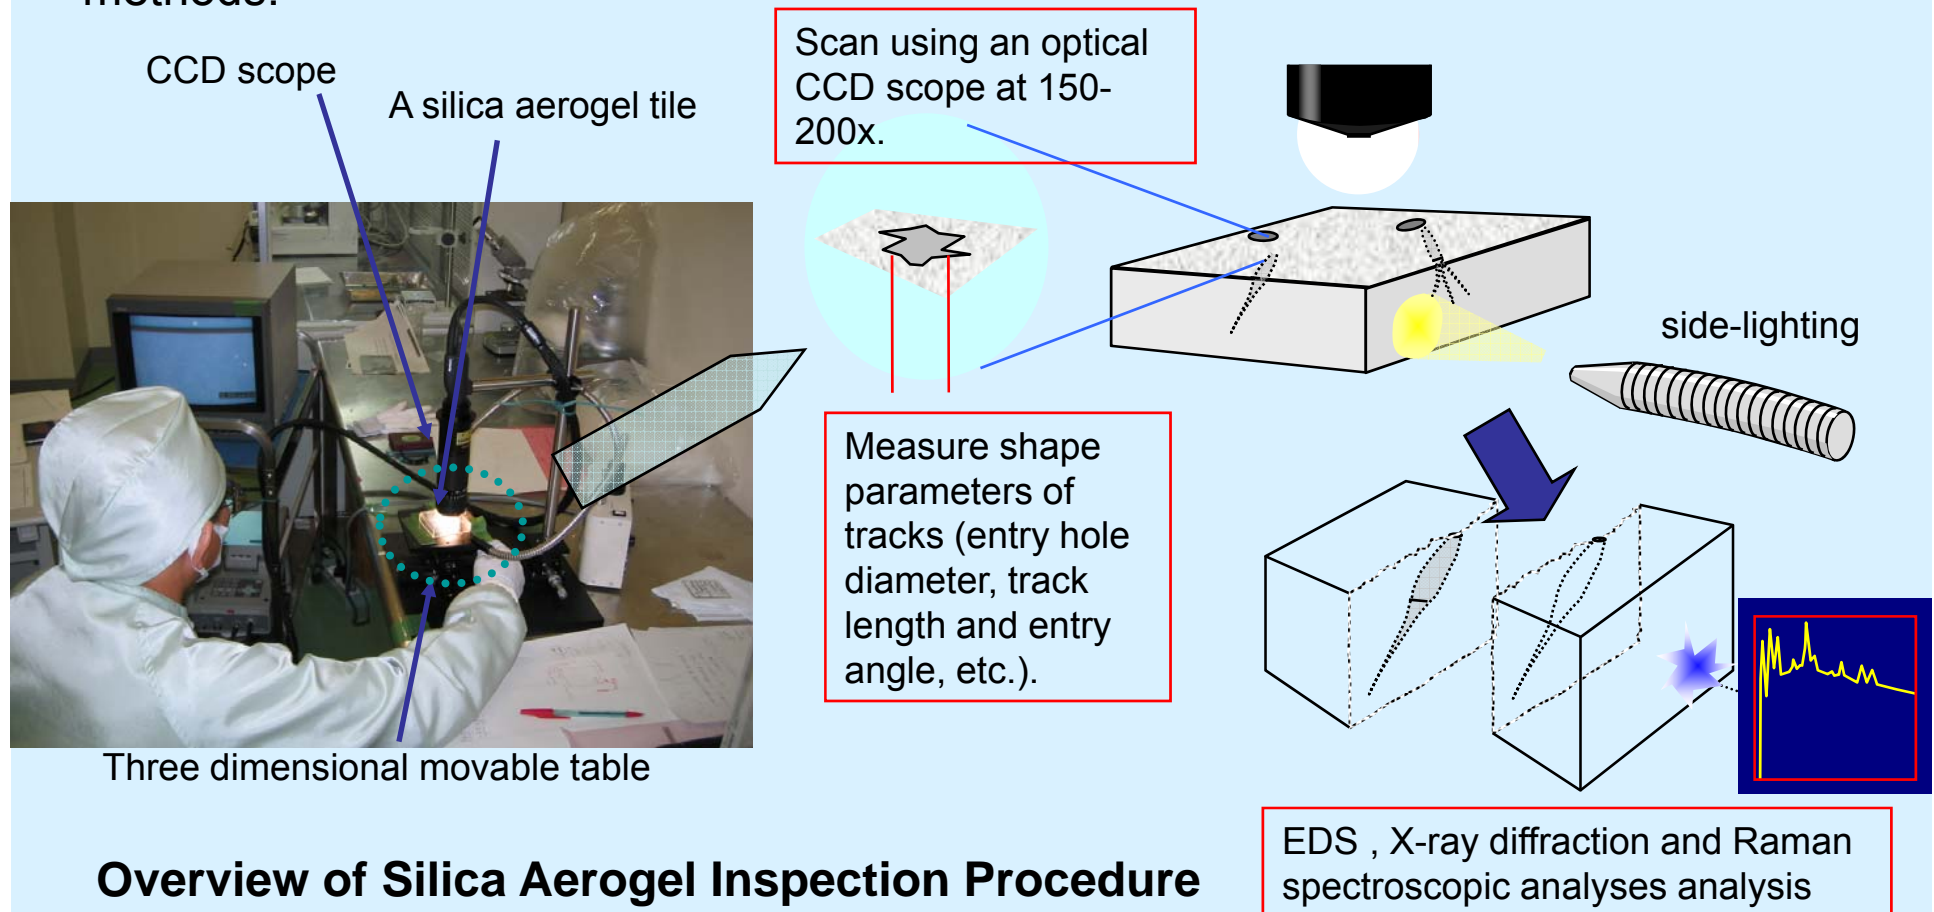 methods.
CCD scope
A silica aerogel tile
Scan using an optical
CCD scope at 150-
200x.
side-lighting
Measure shape
parameters of
tracks (entry hole
diameter, track
length and entry
angle, etc.).
Three dimensional movable table
EDS , X-ray diffraction and Raman
spectroscopic analyses analysis
Overview of Silica Aerogel Inspection Procedure